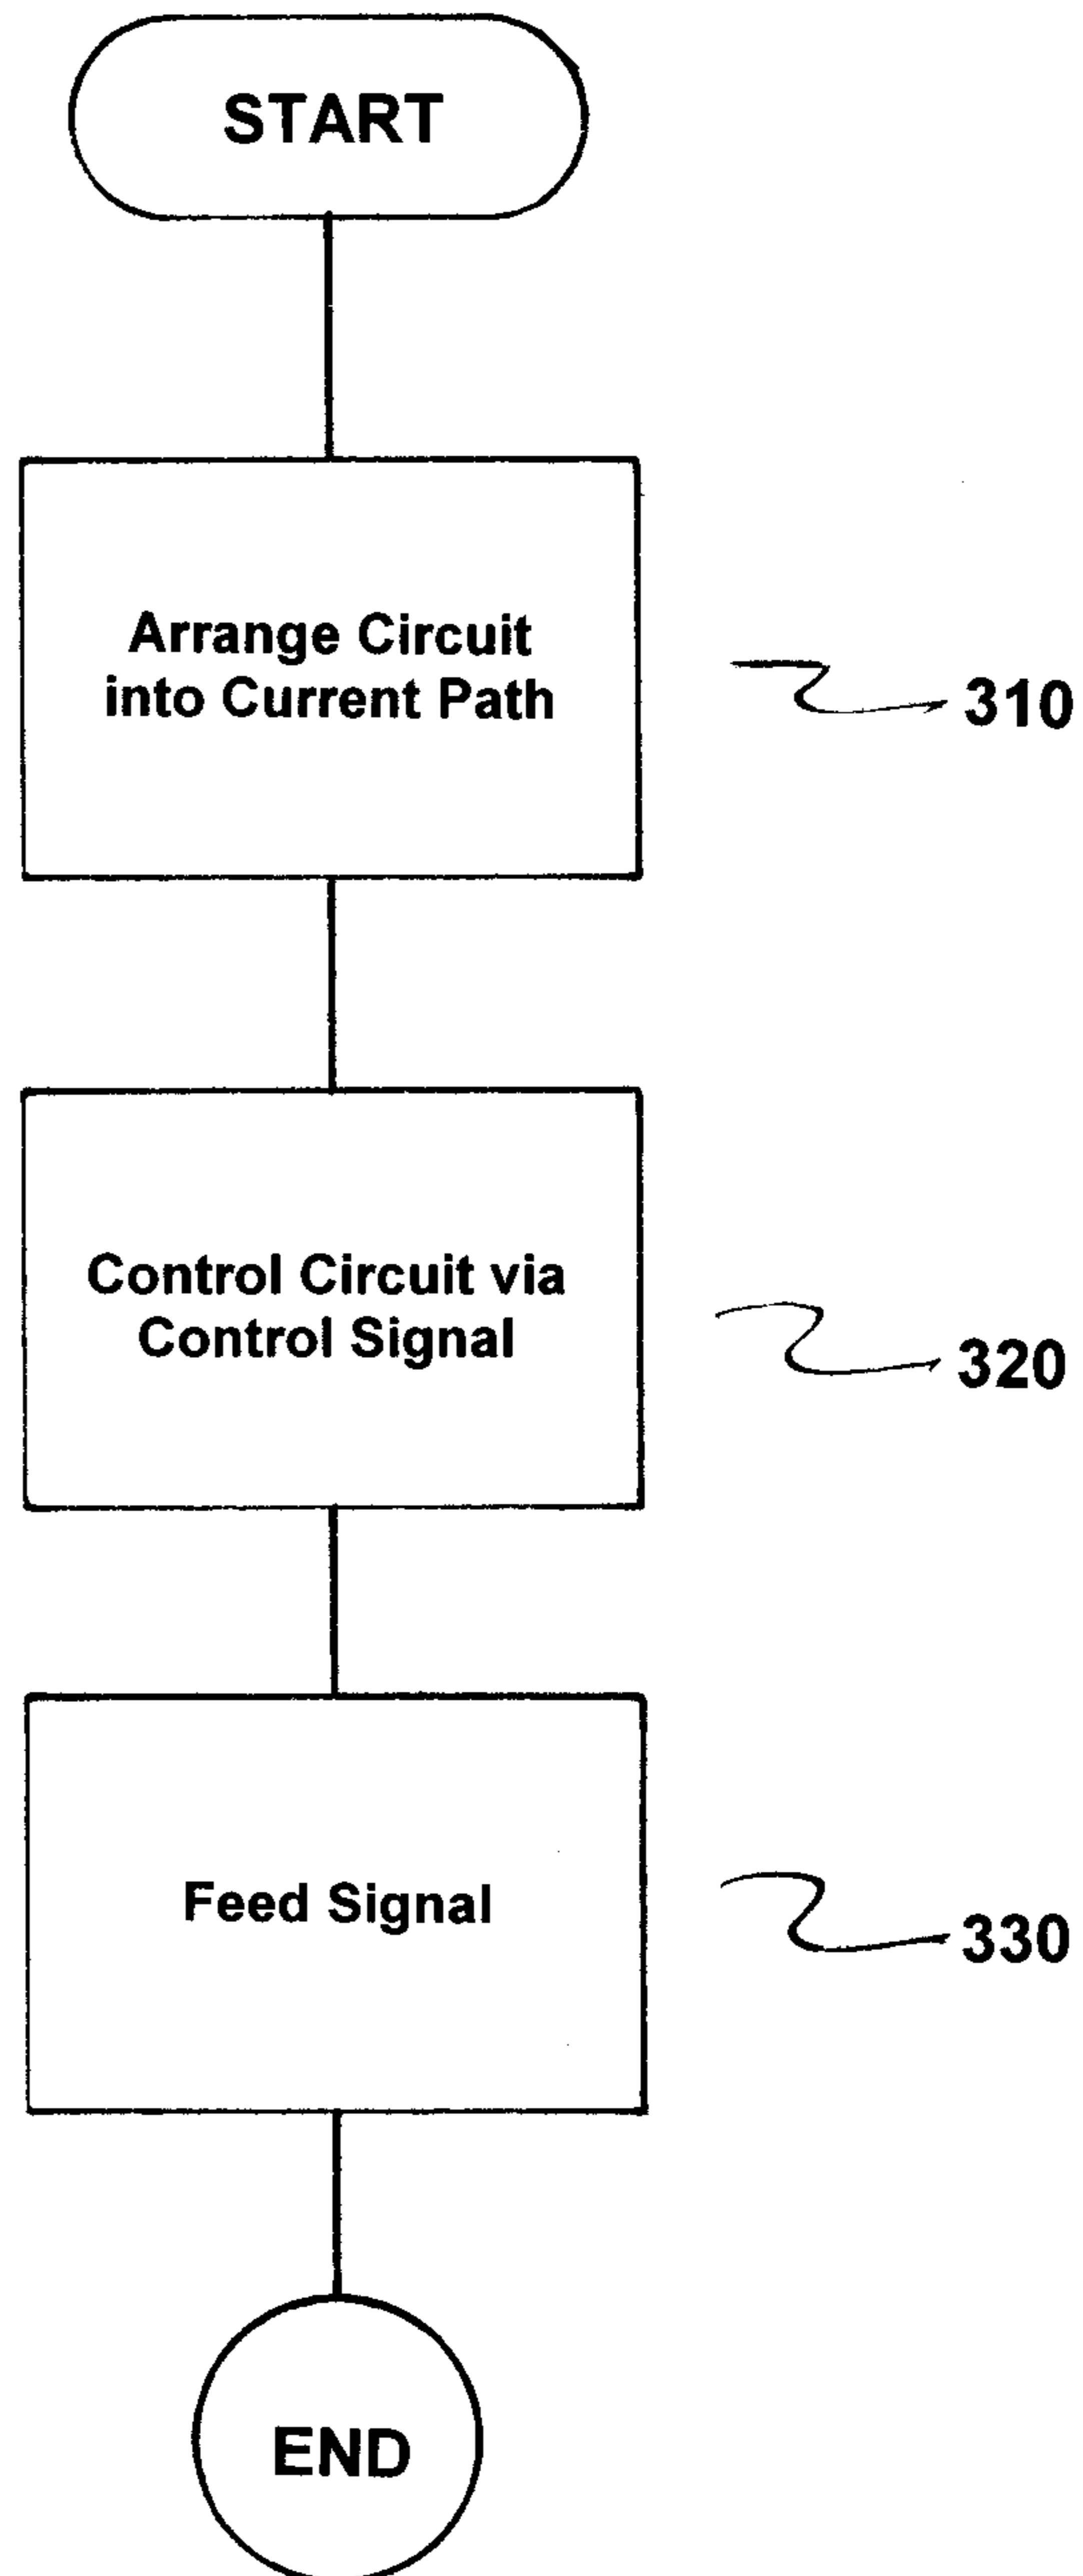 START
Arrange Circuit
into Current Path
310
Control Circuit via
Control Signal
320
Feed Signal
330
END